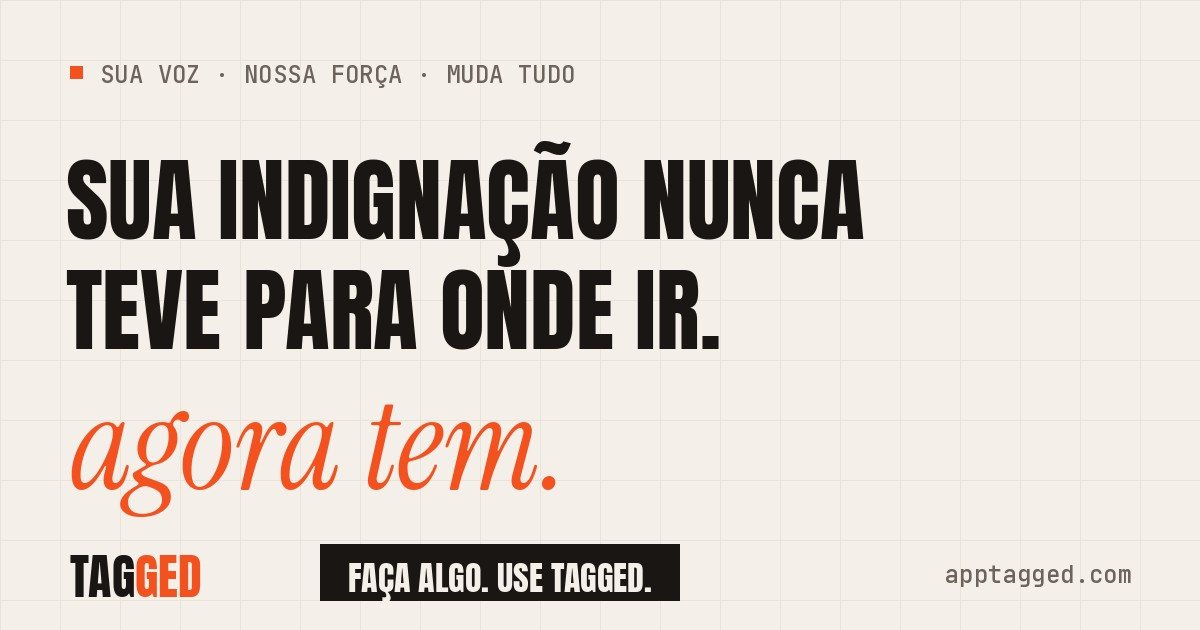 SUA VOZ · NOSSA FORÇA · MUDA TUDO
SUA INDIGNAÇÃO NUNCA
TEVE PARA ONDE IR.
agora tem.
TAGGED
FAÇA ALGO. USE TAGGED.
apptagged.com